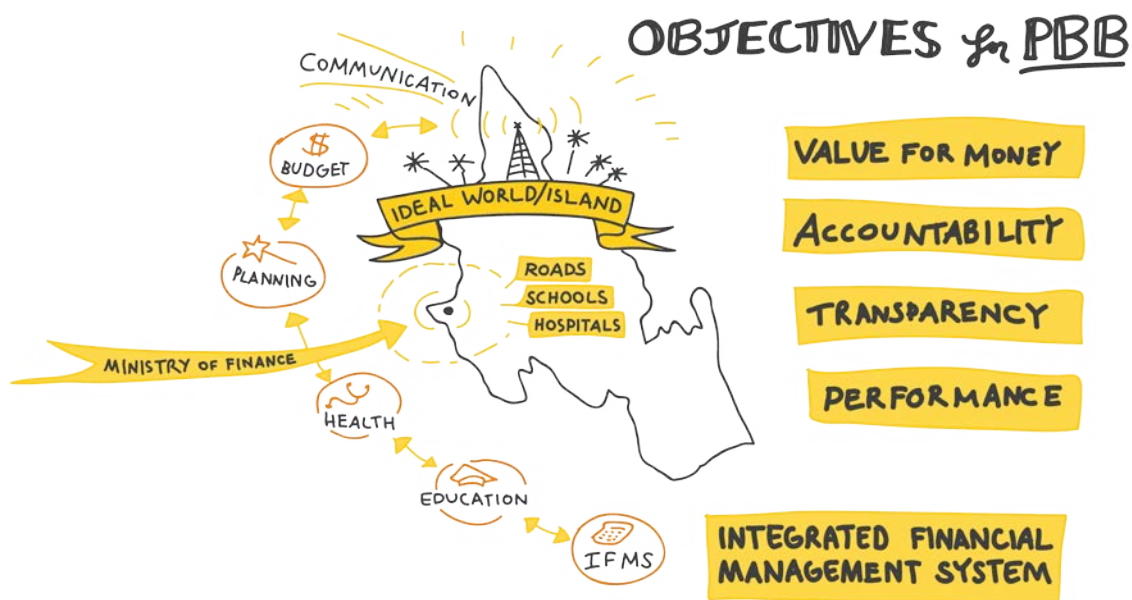 OBJECTIVES for PBB
COMMUNICATION
$
BUDGET
PLANNING
MINISTRY OF FINANCE
HEALTH
EDUCATION
IFMS
IDEAL WORLD/ISLAND
ROADS
SCHOOLS
HOSPITALS
VALUE FOR MONEY
ACCOUNTABILITY
TRANSPARENCY
PERFORMANCE
INTEGRATED FINANCIAL
MANAGEMENT SYSTEM